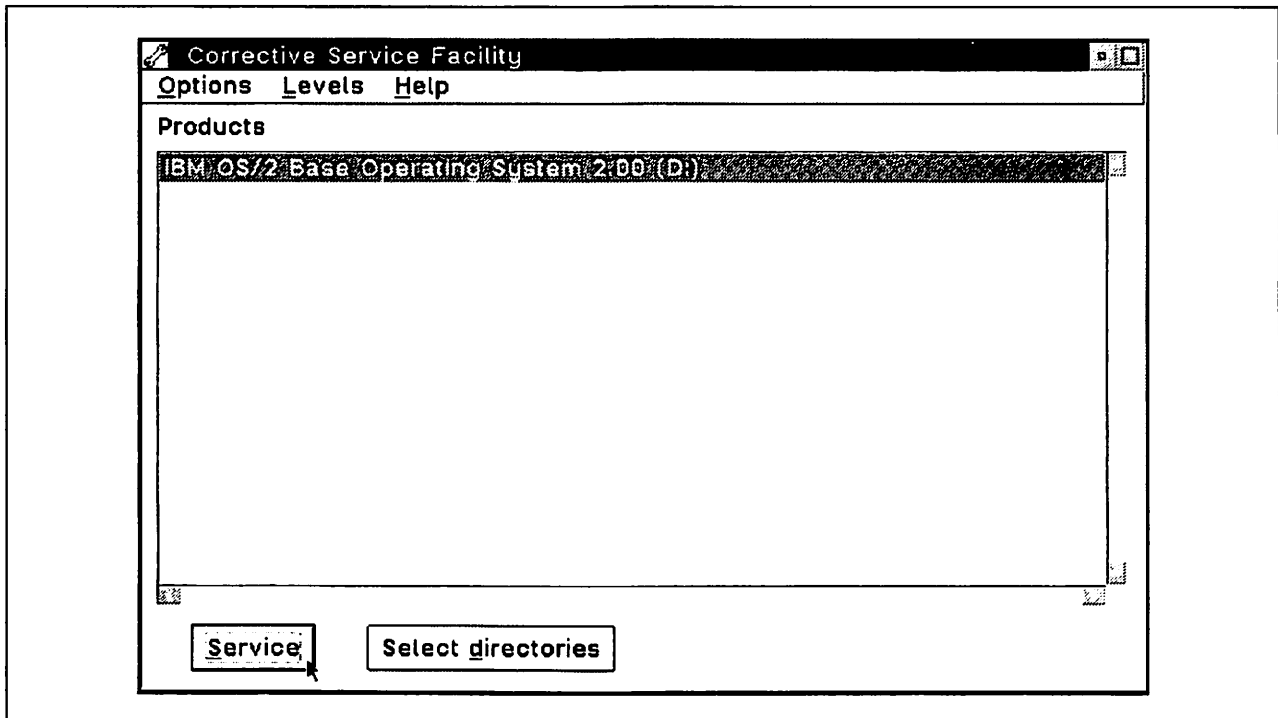 Corrective Service Facility
Options Levels Help
Products
IBM OS/2 Base Operating System 2.00 (D:)
Service
Select directories